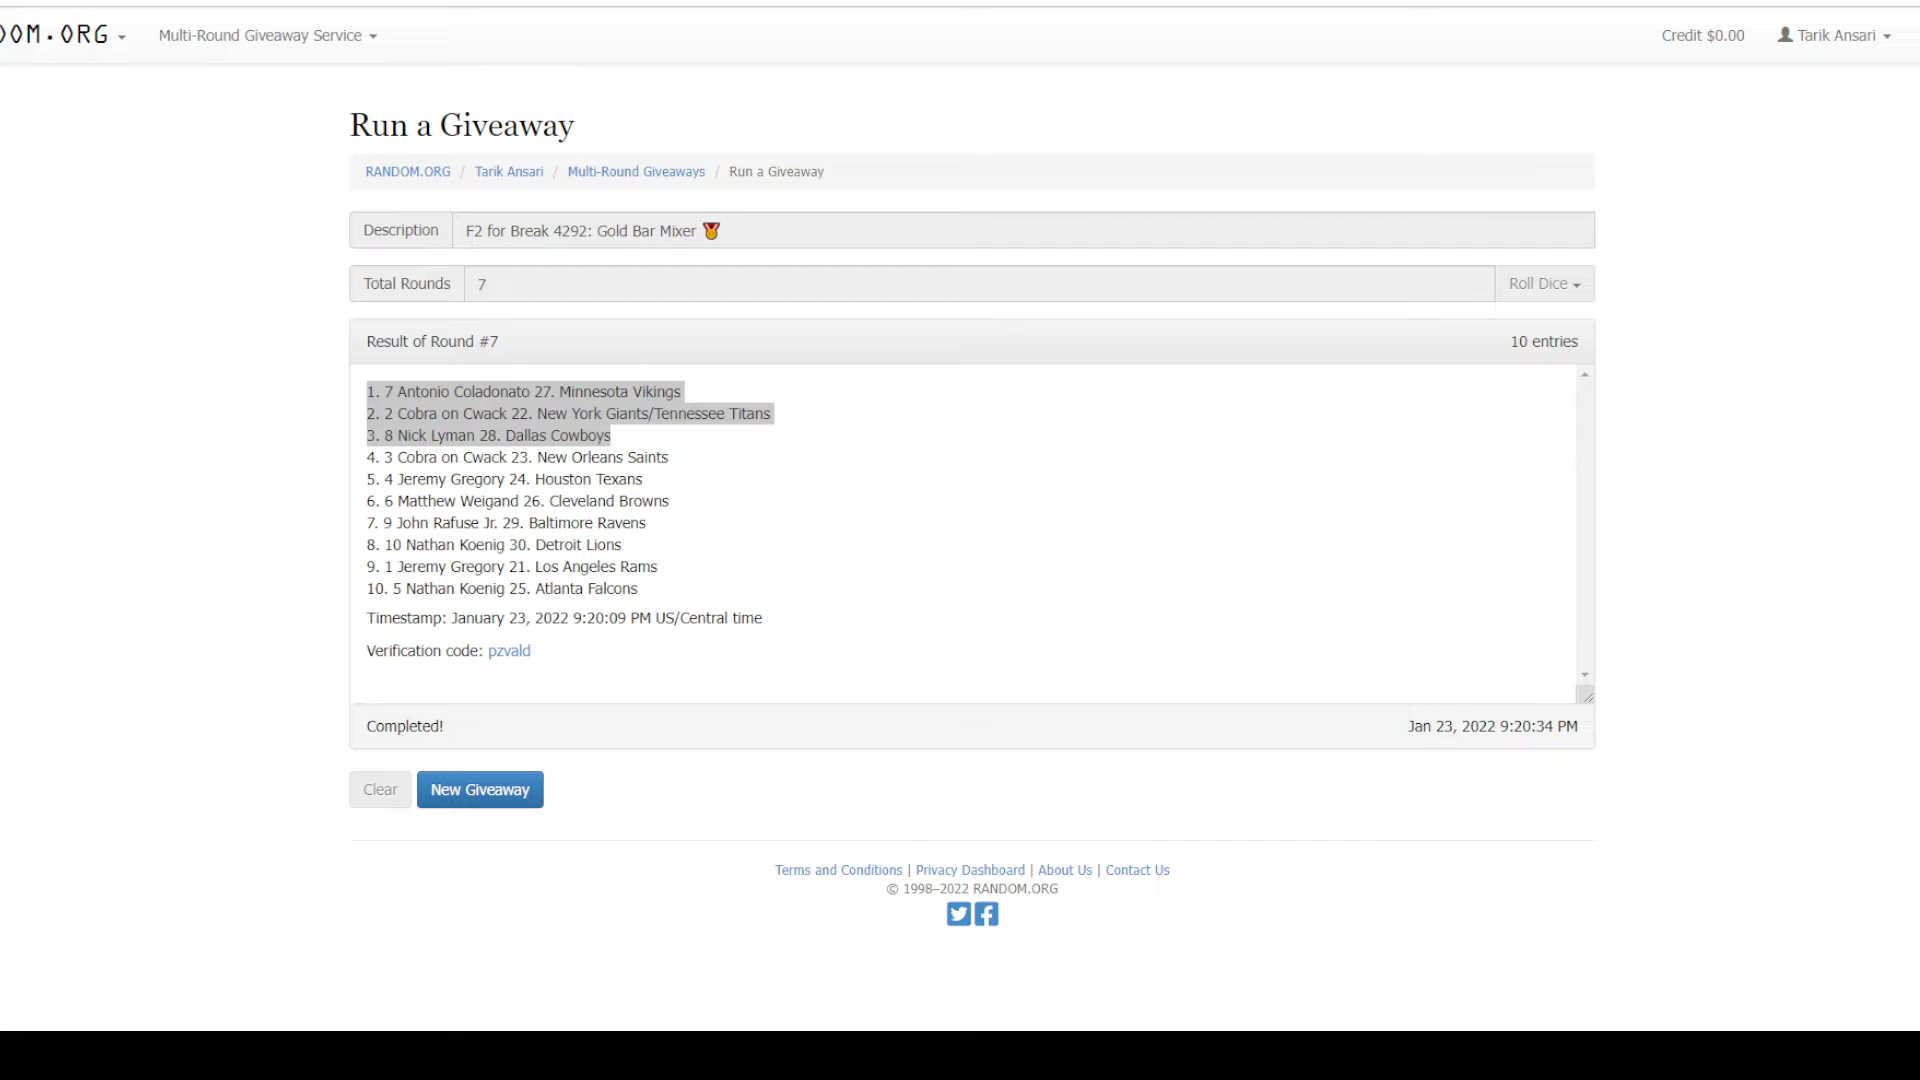 OM.ORG
Multi-Round Giveaway Service
Credit $0.00
Tarik Ansari
Run a Giveaway
RANDOM.ORG / Tarik Ansari / Multi-Round Giveaways / Run a Giveaway
Description F2 for Break 4292: Gold Bar Mixer
Total Rounds 7 Roll Dice
Result of Round #7 10 entries
1. 7 Antonio Coladonato 27. Minnesota Vikings
2. 2 Cobra on Cwack 22. New York Giants/Tennessee Titans
3. 8 Nick Lyman 28. Dallas Cowboys
4. 3 Cobra on Cwack 23. New Orleans Saints
5. 4 Jeremy Gregory 24. Houston Texans
6. 6 Matthew Weigand 26. Cleveland Browns
7. 9 John Rafuse Jr. 29. Baltimore Ravens
8. 10 Nathan Koenig 30. Detroit Lions
9. 1 Jeremy Gregory 21. Los Angeles Rams
10. 5 Nathan Koenig 25. Atlanta Falcons
Timestamp: January 23, 2022 9:20:09 PM US/Central time
Verification code: pzvald
Completed! Jan 23, 2022 9:20:34 PM
Clear New Giveaway
Terms and Conditions | Privacy Dashboard | About Us | Contact Us
© 1998–2022 RANDOM.ORG